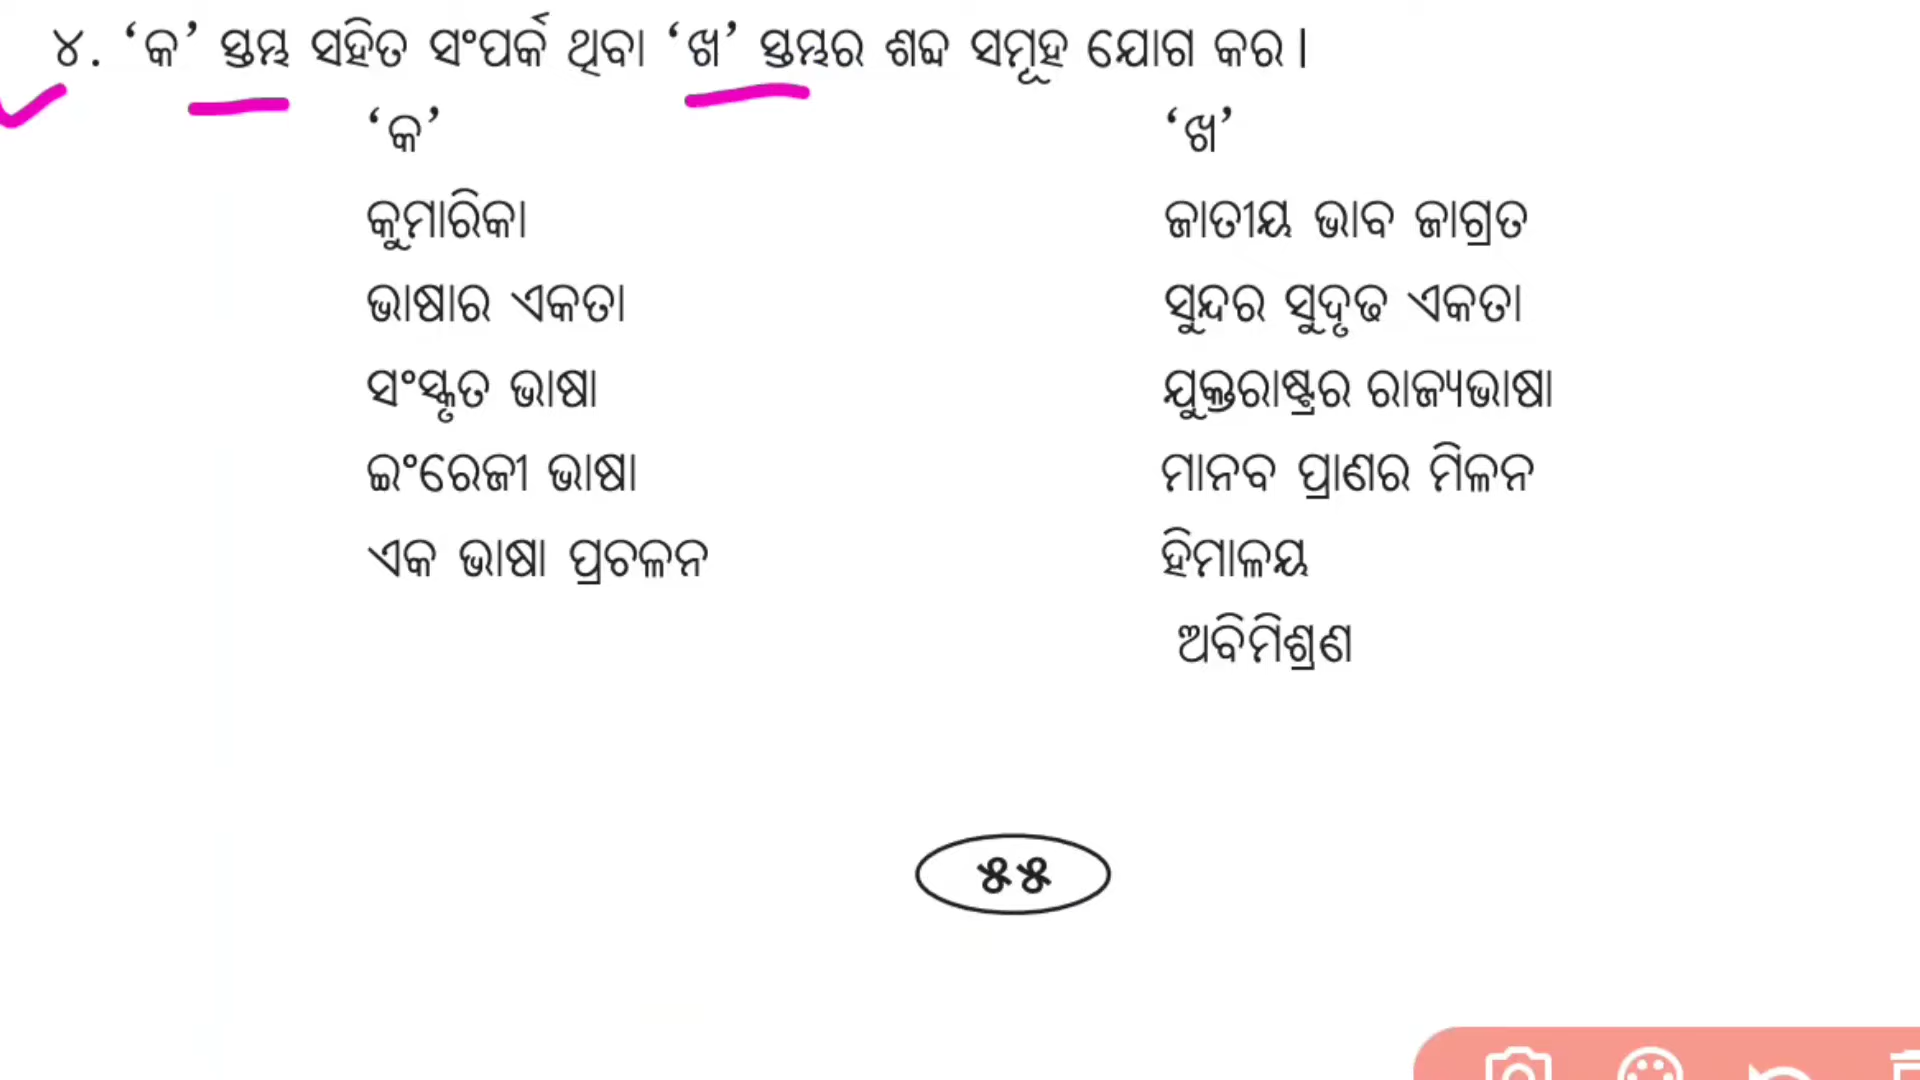 ୪. ‘କ’ ସ୍ତମ୍ଭ ସହିତ ସଂପର୍କ ଥିବା ‘ଖ’ ସ୍ତମ୍ଭର ଶବ୍ଦ ସମୂହ ଯୋଗ କର।
‘କ’ ‘ଖ’
କୁମାରିକା ଜାତୀୟ ଭାବ ଜାଗ୍ରତ
ଭାଷାର ଏକତା ସୁନ୍ଦର ସୁଦୃଢ ଏକତା
ସଂସ୍କୃତ ଭାଷା ଯୁକ୍ତରାଷ୍ଟ୍ରର ରାଜ୍ୟଭାଷା
ଇଂରେଜୀ ଭାଷା ମାନବ ପ୍ରାଣର ମିଳନ
ଏକ ଭାଷା ପ୍ରଚଳନ ହିମାଳୟ
ଅବିମିଶ୍ରଣ
୫୫